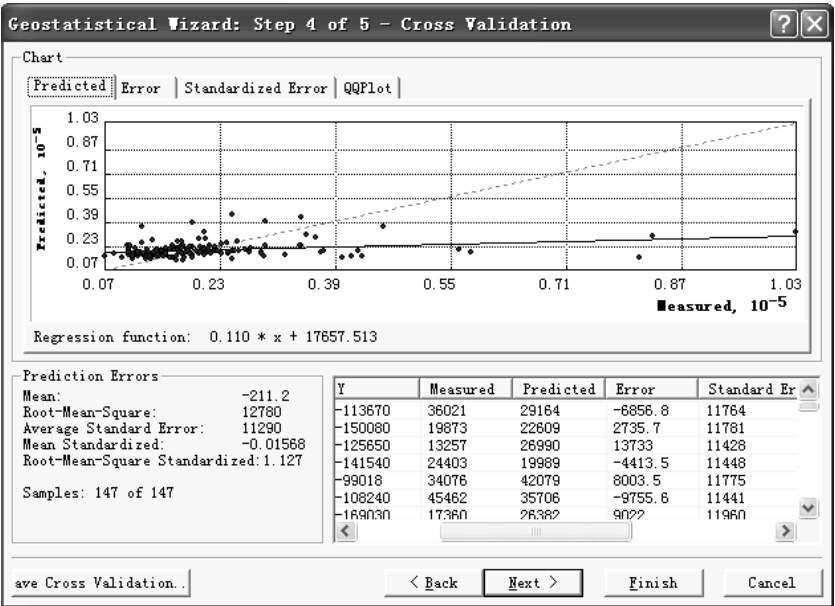 Geostatistical Wizard: Step 4 of 5 - Cross Validation
Chart
Predicted Error Standardized Error QQPlot
Predicted, 10-5
1.03
0.87
0.71
0.55
0.39
0.23
0.07
0.07 0.23 0.39 0.55 0.71 0.87 1.03
Measured, 10-5
Regression function: 0.110 * x + 17657.513
Prediction Errors
Mean: -211.2
Root-Mean-Square: 12780
Average Standard Error: 11290
Mean Standardized: -0.01568
Root-Mean-Square Standardized: 1.127
Samples: 147 of 147
Y Measured Predicted Error Standard Er
-113670 36021 29164 -6856.8 11764
-150080 19873 22609 2735.7 11781
-125650 13257 26990 13733 11428
-141540 24403 19989 -4413.5 11448
-99018 34076 42079 8003.5 11775
-108240 45462 35706 -9755.6 11441
-169030 17360 26382 9022 11960
ave Cross Validation..
< Back
Next >
Finish
Cancel